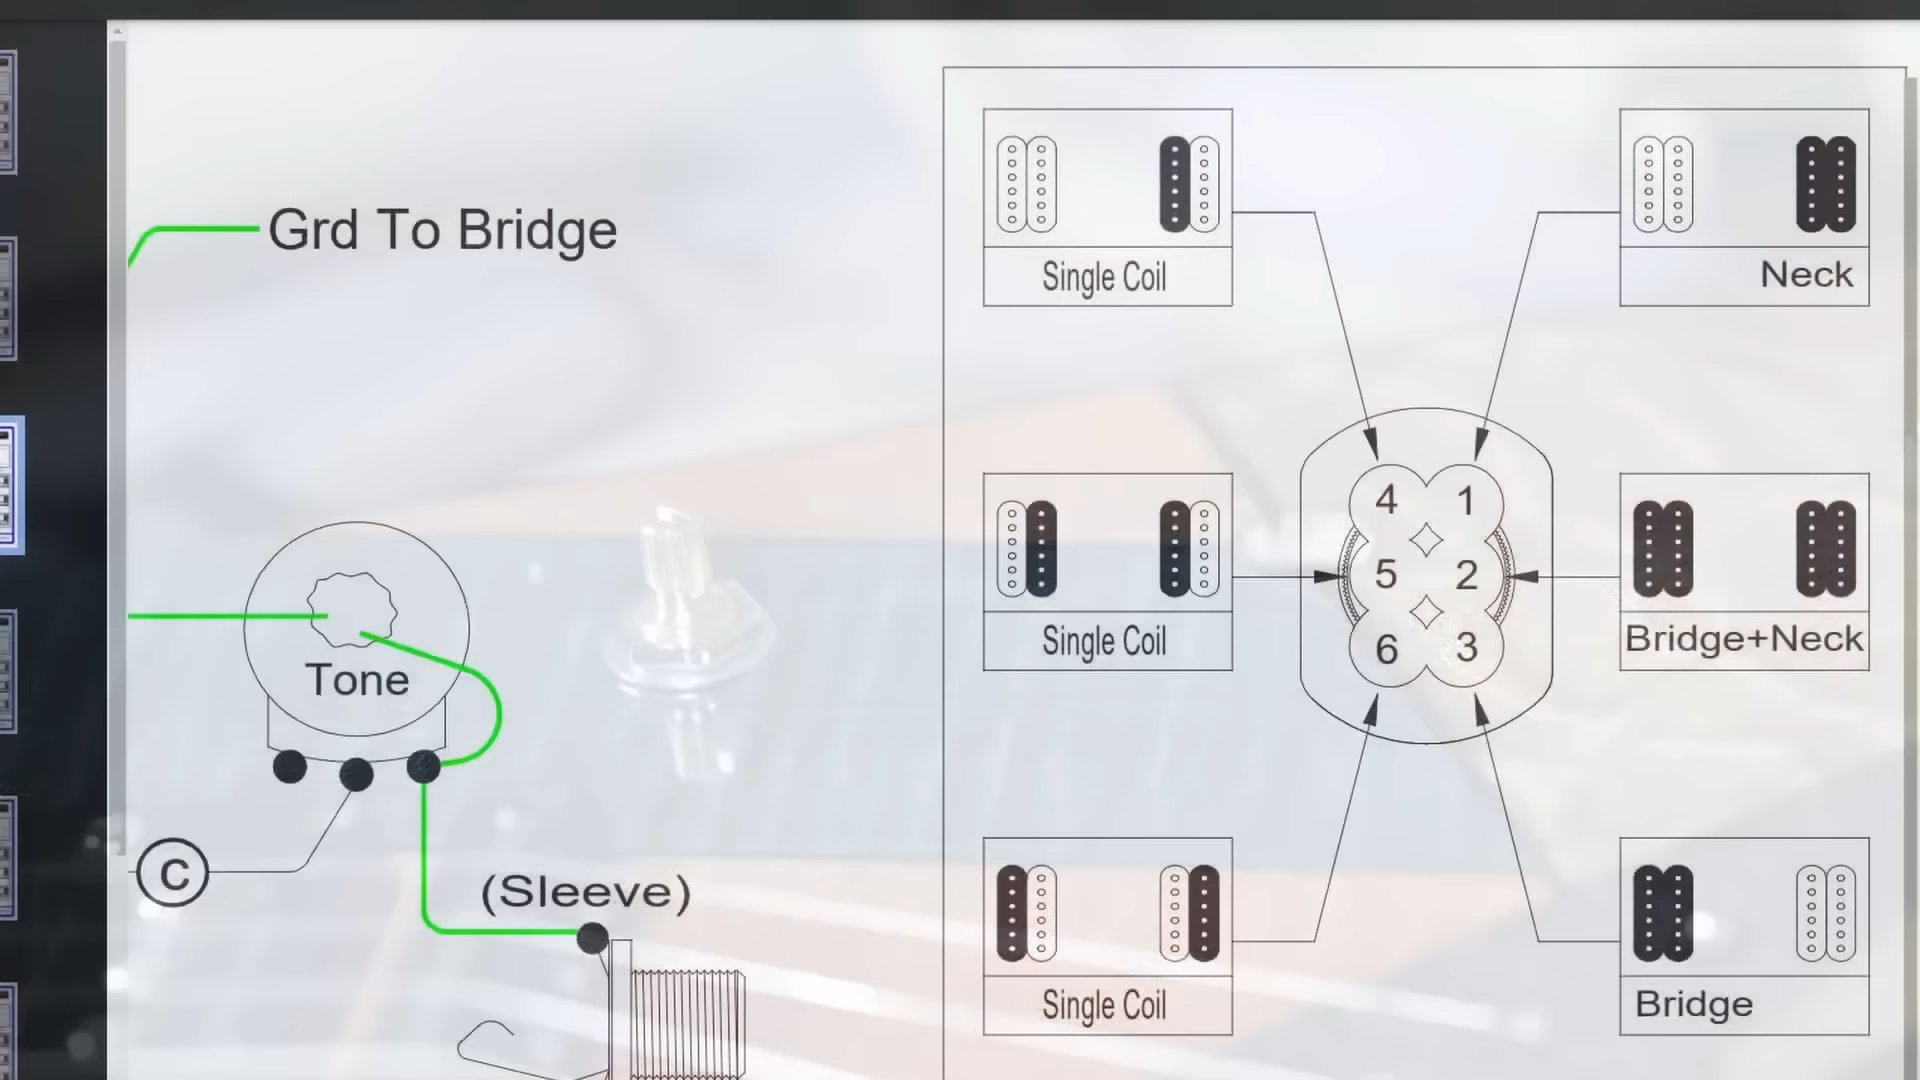 Grd To Bridge
Tone
C
(Sleeve)
Single Coil
Neck
4 1
5 2
6 3
Single Coil
Bridge+Neck
Single Coil
Bridge